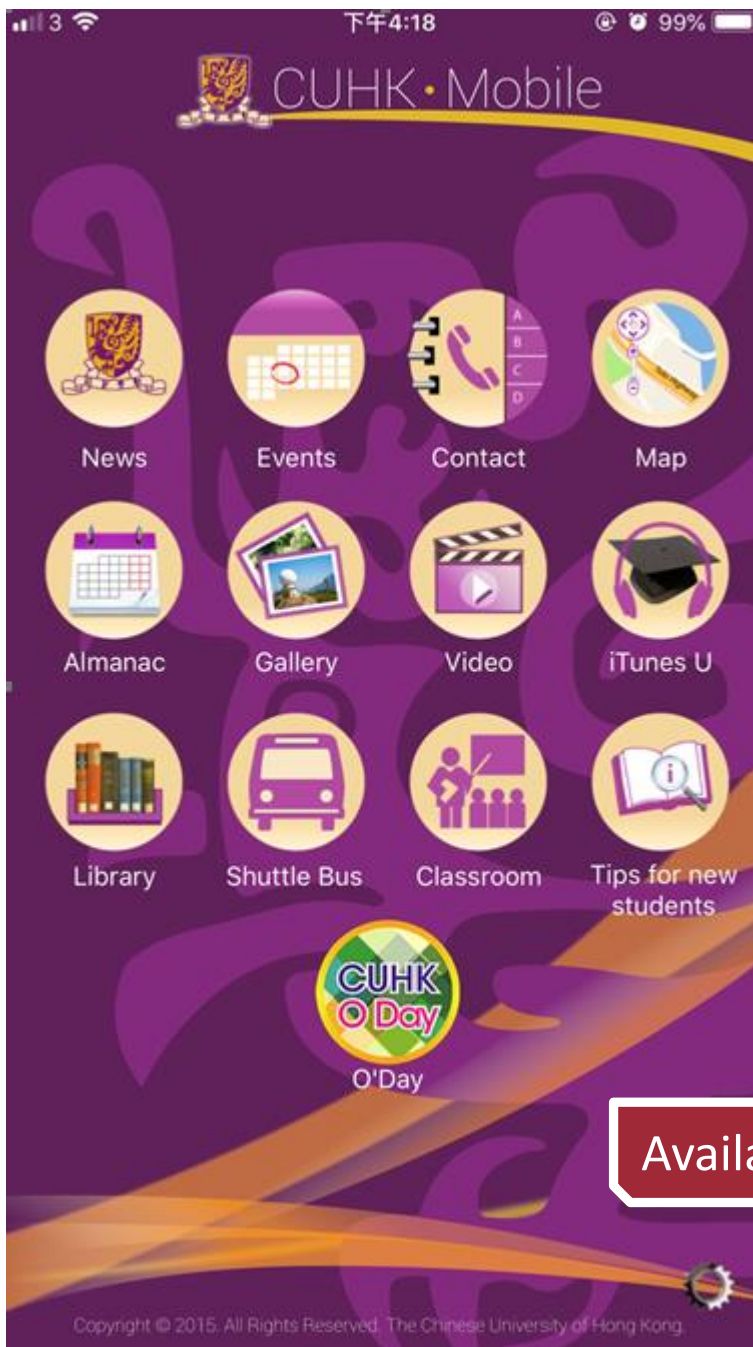 3 下午4:18 99%
CUHK·Mobile
A
B
C
D
News Events Contact Map
Almanac Gallery Video iTunes U
i
Library Shuttle Bus Classroom Tips for new
students
CUHK
O Day
O'Day
Availa
Copyright © 2015. All Rights Reserved. The Chinese University of Hong Kong.